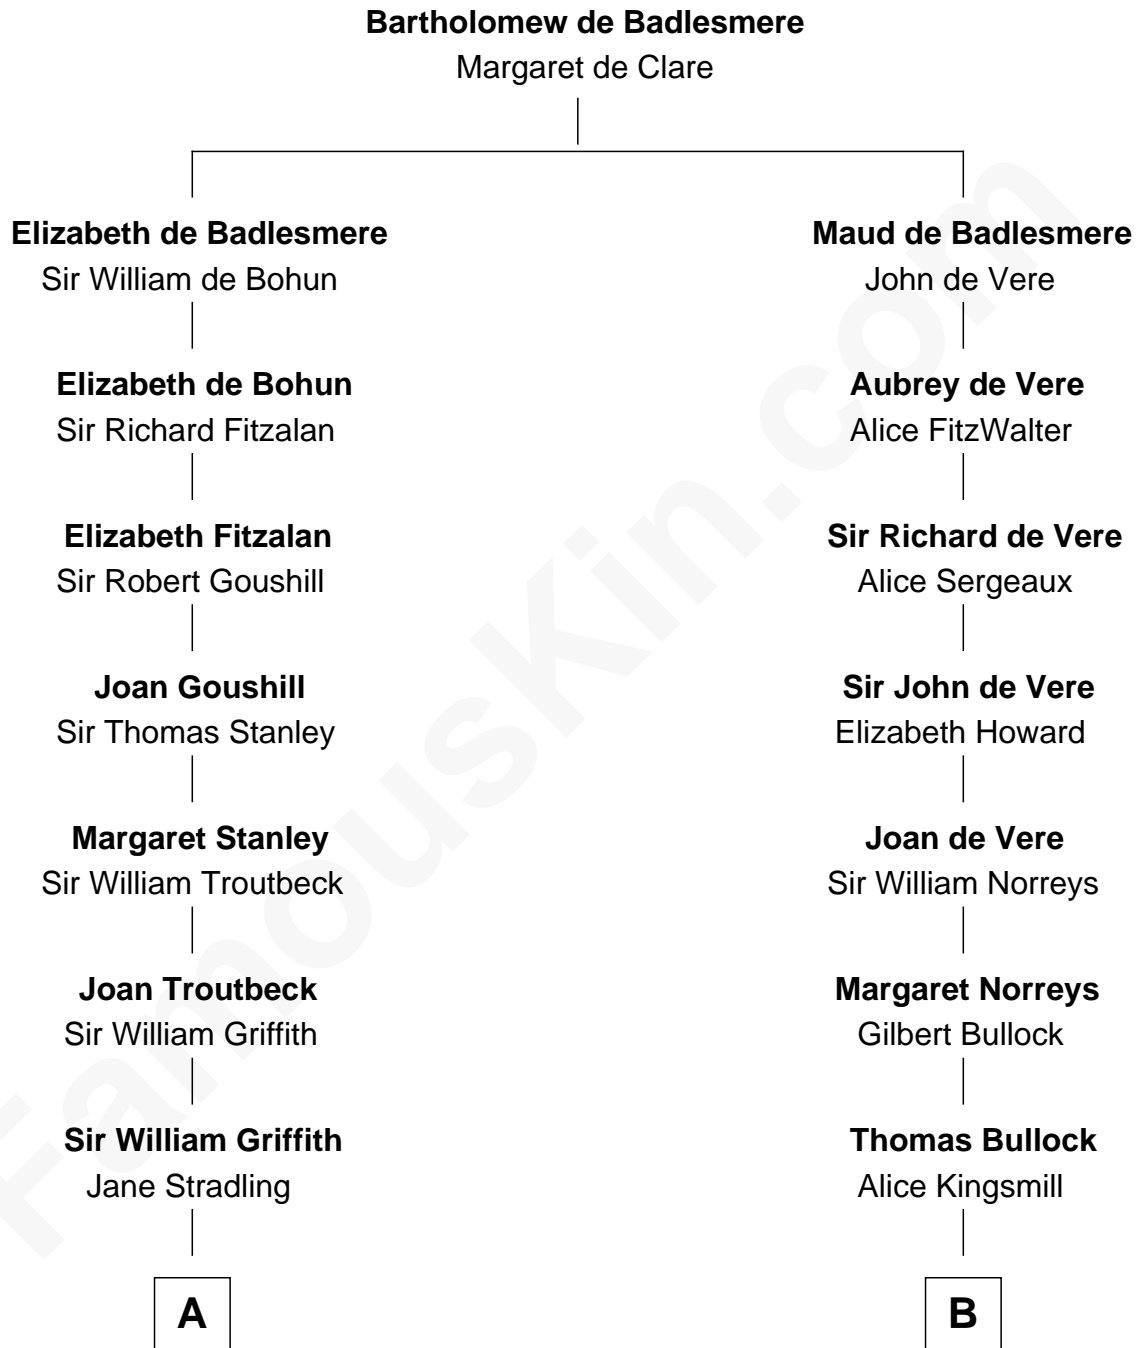 Bartholomew de Badlesmere
Margaret de Clare
Elizabeth de Badlesmere
Sir William de Bohun
Maud de Badlesmere
John de Vere
Elizabeth de Bohun
Sir Richard Fitzalan
Aubrey de Vere
Alice FitzWalter
Elizabeth Fitzalan
Sir Robert Goushill
Sir Richard de Vere
Alice Sergeaux
Joan Goushill
Sir Thomas Stanley
Sir John de Vere
Elizabeth Howard
Margaret Stanley
Sir William Troutbeck
Joan de Vere
Sir William Norreys
Joan Troutbeck
Sir William Griffith
Margaret Norreys
Gilbert Bullock
Sir William Griffith
Jane Stradling
Thomas Bullock
Alice Kingsmill
A
B
FamousKin.com